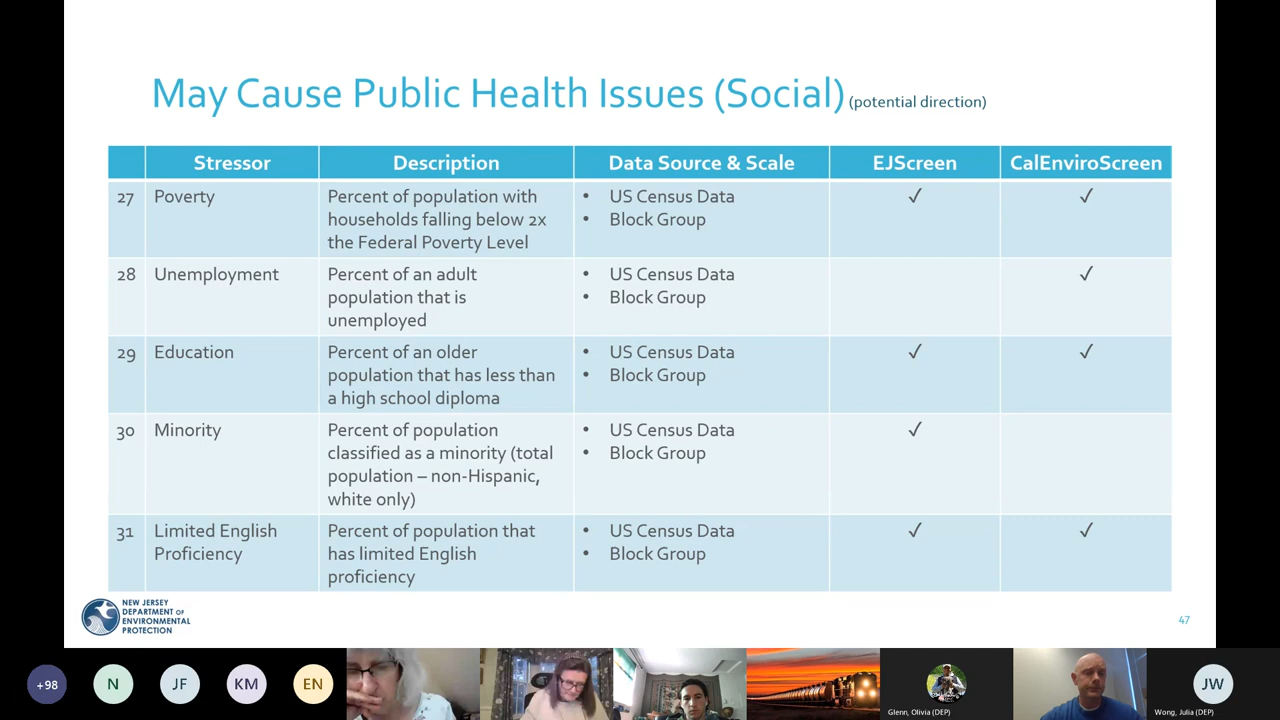 May Cause Public Health Issues (Social) (potential direction)
Stressor
Description
Data Source & Scale
EJScreen
CalEnviroScreen
27
Poverty
Percent of population with
households falling below 2x
the Federal Poverty Level
• US Census Data
• Block Group
✓
✓
28
Unemployment
Percent of an adult
population that is
unemployed
• US Census Data
• Block Group
✓
29
Education
Percent of an older
population that has less than
a high school diploma
• US Census Data
• Block Group
✓
✓
30
Minority
Percent of population
classified as a minority (total
population – non-Hispanic,
white only)
• US Census Data
• Block Group
✓
31
Limited English
Proficiency
Percent of population that
has limited English
proficiency
• US Census Data
• Block Group
✓
✓
NEW JERSEY
DEPARTMENT OF
ENVIRONMENTAL
PROTECTION
47
+98
N
JF
KM
EN
Glenn, Olivia (DEP)
JW
Wong, Julia (DEP)